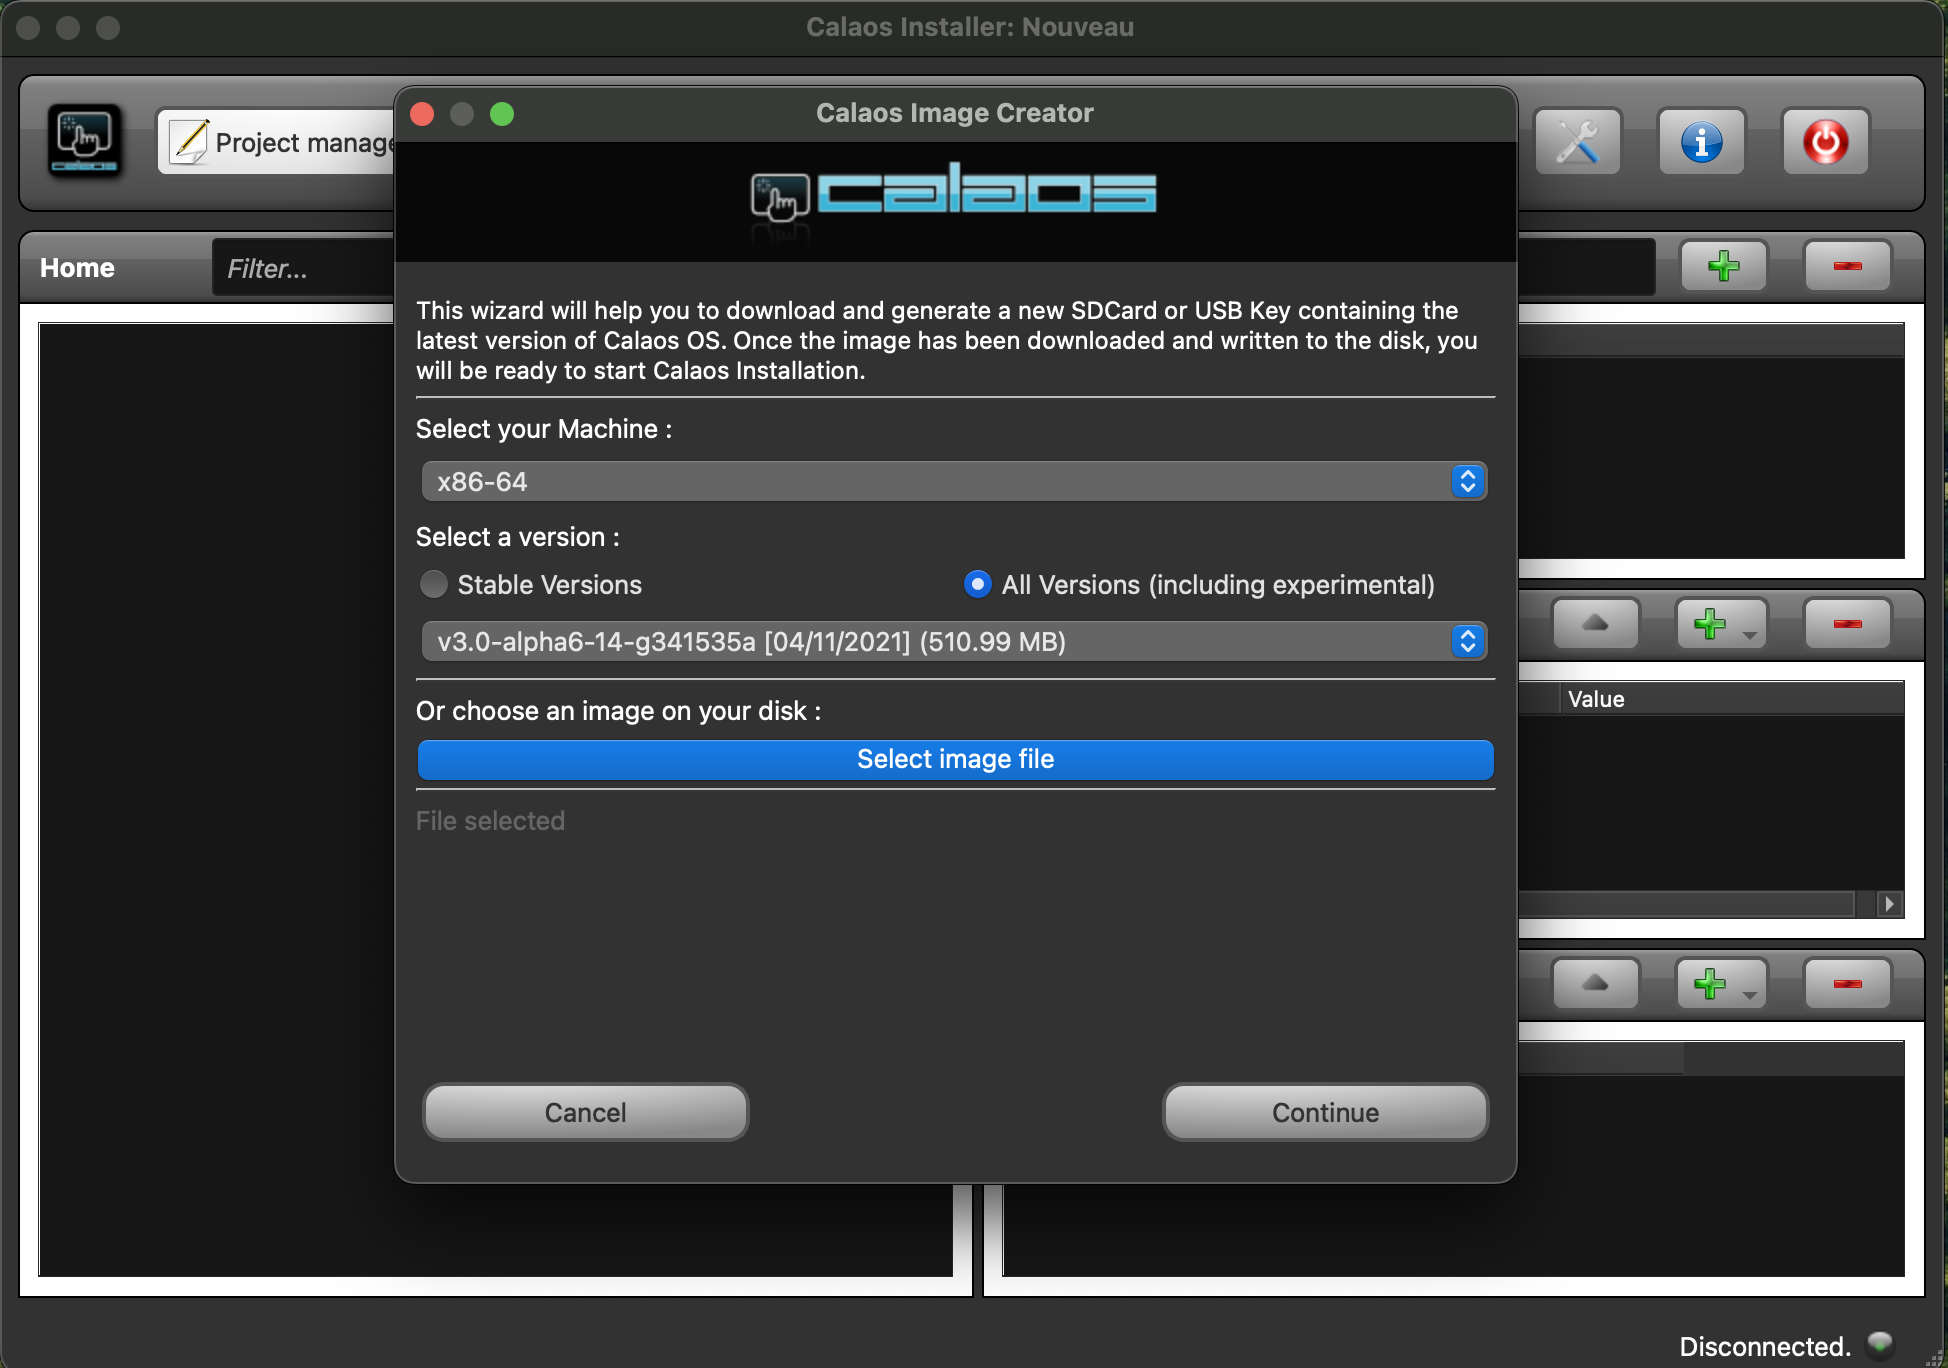 Calaos Installer: Nouveau
Project manage
Calaos Image Creator
calaos
calaos
Home
Filter...
This wizard will help you to download and generate a new SDCard or USB Key containing the
latest version of Calaos OS. Once the image has been downloaded and written to the disk, you
will be ready to start Calaos Installation.
Select your Machine :
x86-64
Select a version :
Stable Versions
All Versions (including experimental)
v3.0-alpha6-14-g341535a [04/11/2021] (510.99 MB)
Value
Or choose an image on your disk :
Select image file
File selected
Cancel
Continue
Disconnected.